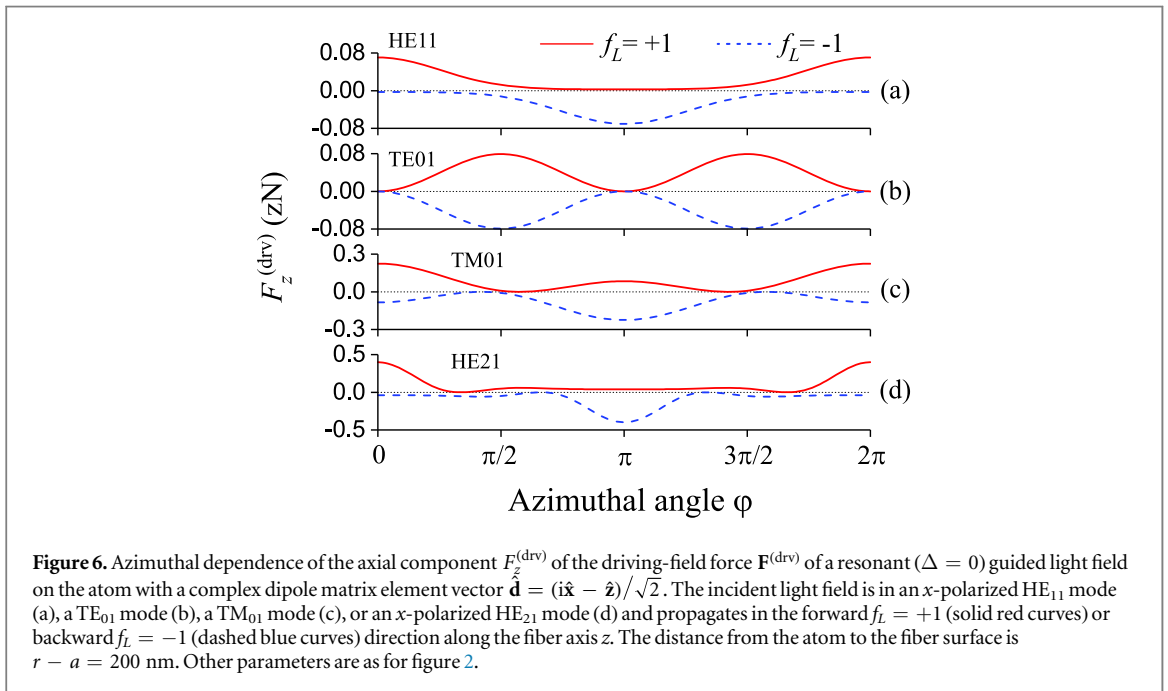 HE11
f_L= +1
f_L= -1
0.08
0.00
-0.08
(a)
TE01
0.08
0.00
-0.08
(b)
TM01
0.3
0.0
-0.3
(c)
HE21
0.5
0.0
-0.5
(d)
F_z^(drv) (zN)
0 π/2 π 3π/2 2π
Azimuthal angle φ
Figure 6. Azimuthal dependence of the axial component F_z^(drv) of the driving-field force F^(drv) of a resonant (Δ = 0) guided light field
on the atom with a complex dipole matrix element vector d̂ = (ix̂ − ẑ)/√2. The incident light field is in an x-polarized HE₁₁ mode
(a), a TE₀₁ mode (b), a TM₀₁ mode (c), or an x-polarized HE₂₁ mode (d) and propagates in the forward f_L = +1 (solid red curves) or
backward f_L = −1 (dashed blue curves) direction along the fiber axis z. The distance from the atom to the fiber surface is
r − a = 200 nm. Other parameters are as for figure 2.